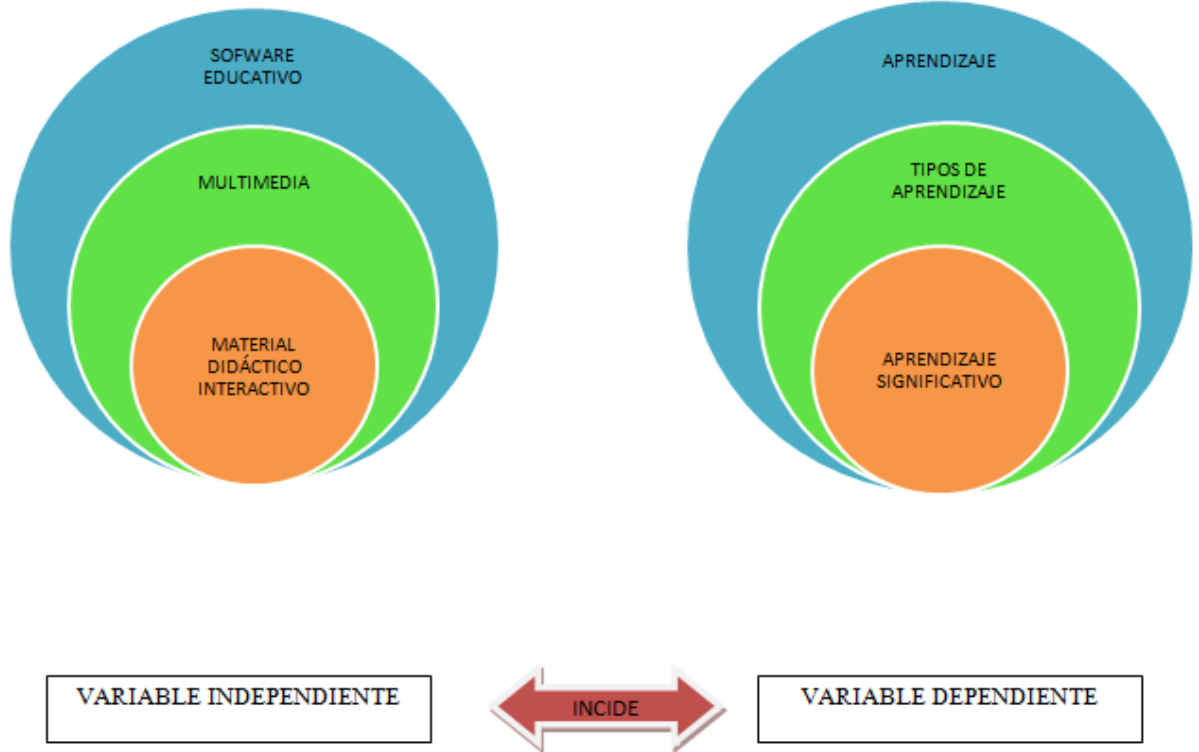 SOFWARE
EDUCATIVO
MULTIMEDIA
MATERIAL
DIDÁCTICO
INTERACTIVO
APRENDIZAJE
TIPOS DE
APRENDIZAJE
APRENDIZAJE
SIGNIFICATIVO
VARIABLE INDEPENDIENTE
INCIDE
VARIABLE DEPENDIENTE